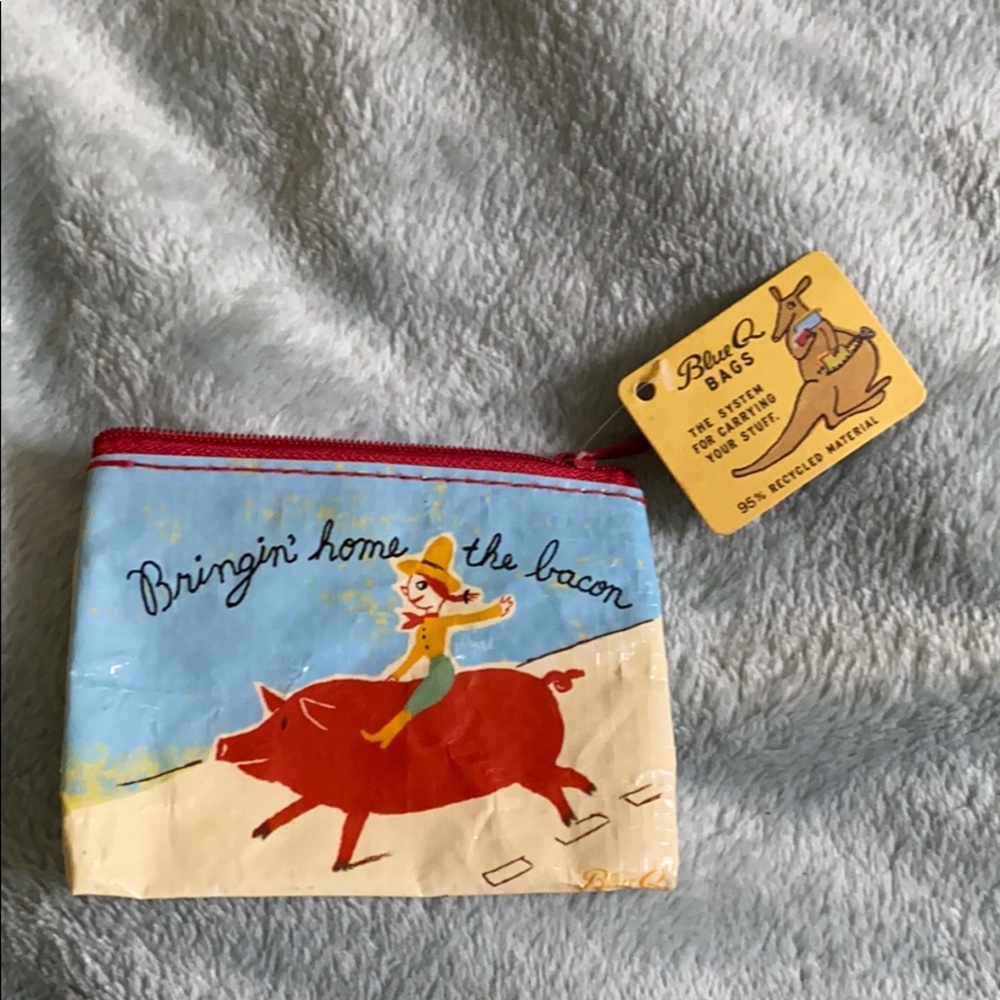 Bringin' home the bacon
Blue Q
Blue Q
BAGS
THE SYSTEM
FOR CARRYING
YOUR STUFF.
95% RECYCLED MATERIAL